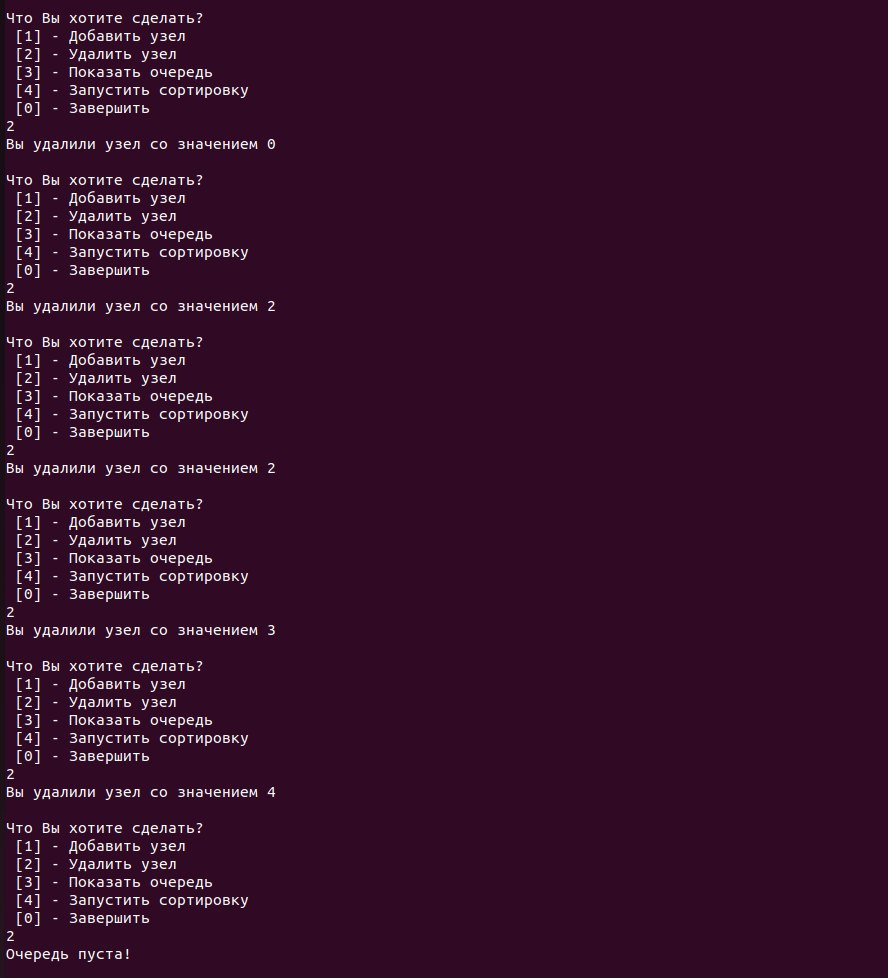 Что Вы хотите сделать?
[1] - Добавить узел
[2] - Удалить узел
[3] - Показать очередь
[4] - Запустить сортировку
[0] - Завершить
2
Вы удалили узел со значением 0
Что Вы хотите сделать?
[1] - Добавить узел
[2] - Удалить узел
[3] - Показать очередь
[4] - Запустить сортировку
[0] - Завершить
2
Вы удалили узел со значением 2
Что Вы хотите сделать?
[1] - Добавить узел
[2] - Удалить узел
[3] - Показать очередь
[4] - Запустить сортировку
[0] - Завершить
2
Вы удалили узел со значением 2
Что Вы хотите сделать?
[1] - Добавить узел
[2] - Удалить узел
[3] - Показать очередь
[4] - Запустить сортировку
[0] - Завершить
2
Вы удалили узел со значением 3
Что Вы хотите сделать?
[1] - Добавить узел
[2] - Удалить узел
[3] - Показать очередь
[4] - Запустить сортировку
[0] - Завершить
2
Вы удалили узел со значением 4
Что Вы хотите сделать?
[1] - Добавить узел
[2] - Удалить узел
[3] - Показать очередь
[4] - Запустить сортировку
[0] - Завершить
2
Очередь пуста!